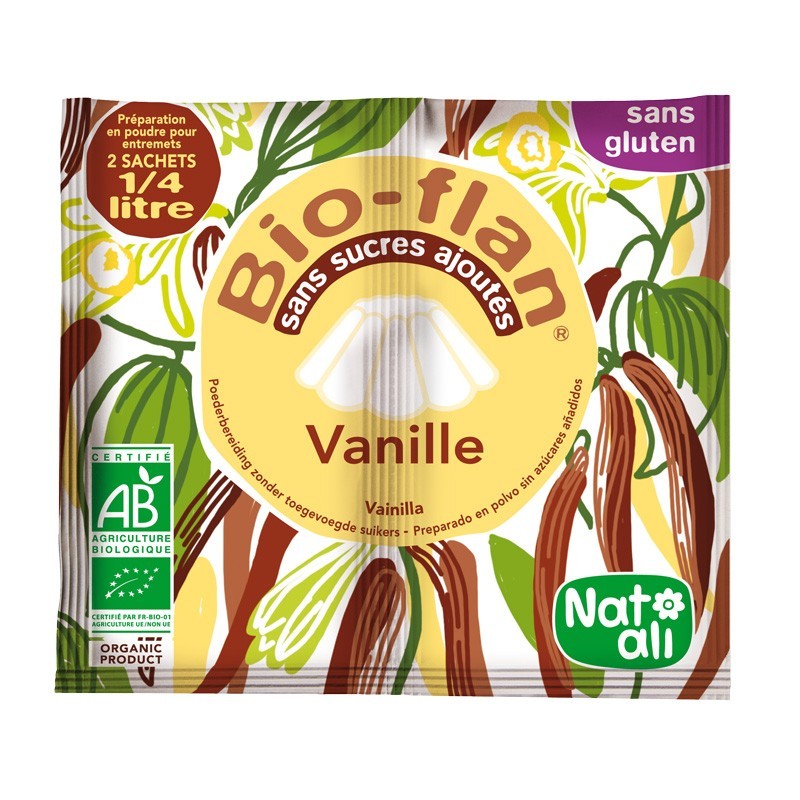 Préparation
en poudre pour
entremets
2 SACHETS
1/4
litre
sans
gluten
Bio-flan
sans sucres ajoutés
®
Vanille
Vainilla
Poederbereiding zonder toegevoegde suikers - Preparado en polvo sin azúcares añadidos
CERTIFIÉ
AB
AGRICULTURE
BIOLOGIQUE
CERTIFIÉ PAR FR-BIO-01
AGRICULTURE UE/NON UE
ORGANIC
PRODUCT
Nat
ali